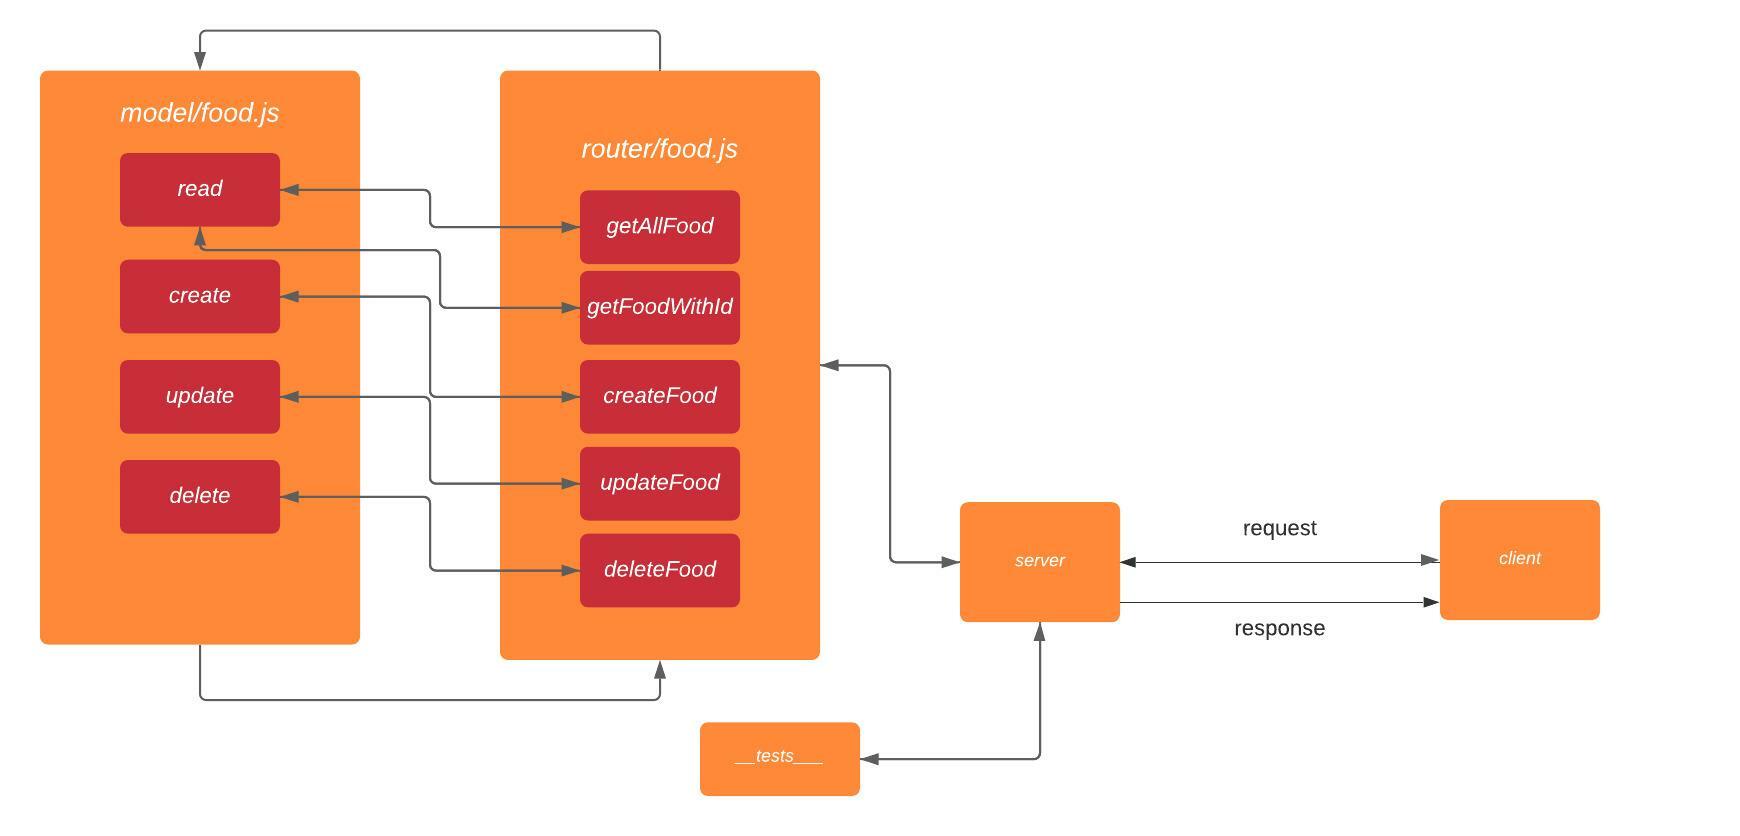 model/food.js
read
create
update
delete
router/food.js
getAllFood
getFoodWithId
createFood
updateFood
deleteFood
server
request
response
client
__tests___